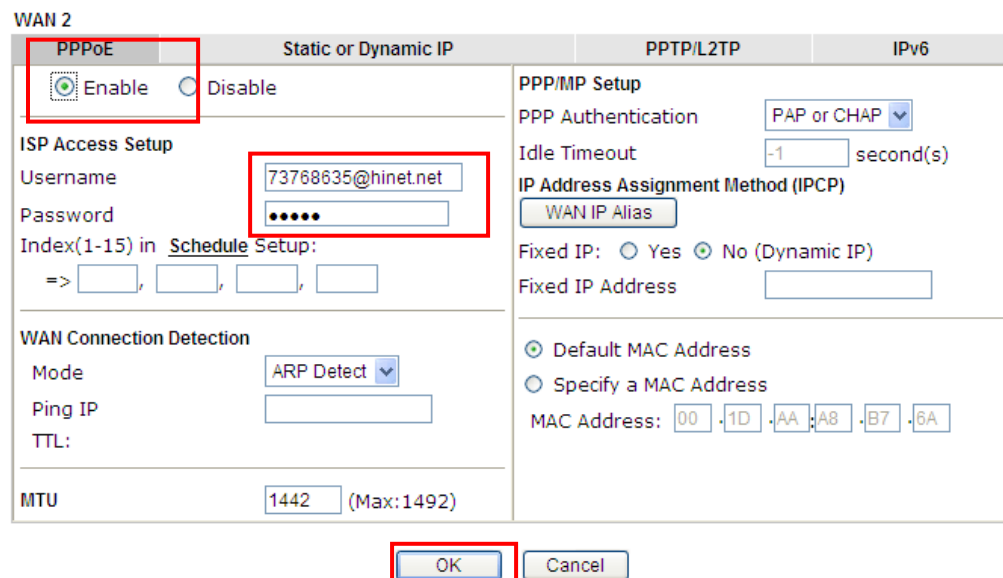 WAN 2
PPPoE Static or Dynamic IP PPTP/L2TP IPv6
Enable Disable
ISP Access Setup
Username 73768635@hinet.net
Password •••••
Index(1-15) in Schedule Setup:
=> , , ,
WAN Connection Detection
Mode ARP Detect
Ping IP
TTL:
MTU 1442 (Max:1492)
PPP/MP Setup
PPP Authentication PAP or CHAP
Idle Timeout -1 second(s)
IP Address Assignment Method (IPCP)
WAN IP Alias
Fixed IP: Yes No (Dynamic IP)
Fixed IP Address
Default MAC Address
Specify a MAC Address
MAC Address: 00 .1D .AA :A8 .B7 .6A
OK Cancel